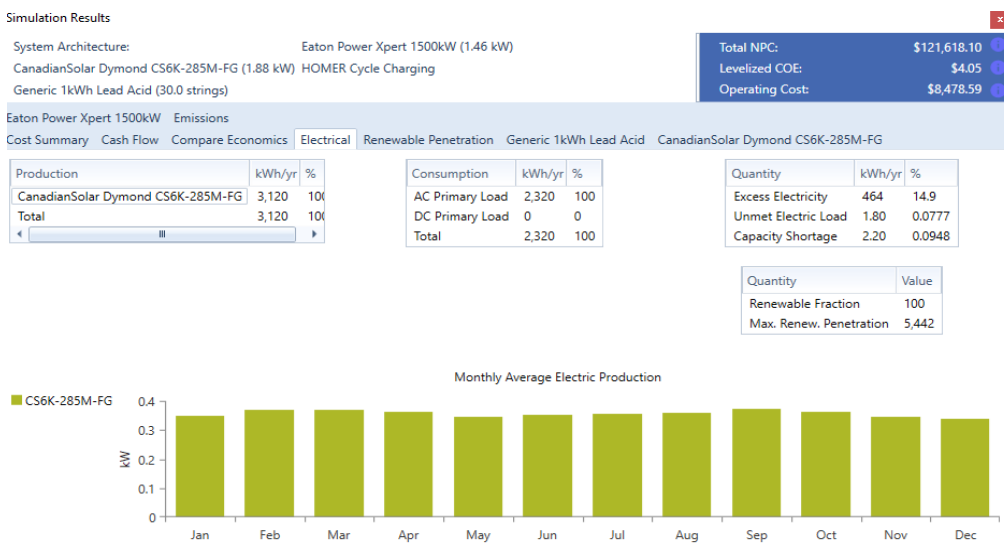 Simulation Results
x
System Architecture:
Eaton Power Xpert 1500kW (1.46 kW)
CanadianSolar Dymond CS6K-285M-FG (1.88 kW) HOMER Cycle Charging
Generic 1kWh Lead Acid (30.0 strings)
Total NPC: $121,618.10
Levelized COE: $4.05
Operating Cost: $8,478.59
Eaton Power Xpert 1500kW Emissions
Cost Summary Cash Flow Compare Economics Electrical Renewable Penetration Generic 1kWh Lead Acid CanadianSolar Dymond CS6K-285M-FG
Production kWh/yr %
CanadianSolar Dymond CS6K-285M-FG 3,120 100
Total 3,120 100
Consumption kWh/yr %
AC Primary Load 2,320 100
DC Primary Load 0 0
Total 2,320 100
Quantity kWh/yr %
Excess Electricity 464 14.9
Unmet Electric Load 1.80 0.0777
Capacity Shortage 2.20 0.0948
Quantity Value
Renewable Fraction 100
Max. Renew. Penetration 5,442
Monthly Average Electric Production
CS6K-285M-FG
kW
0.4
0.3
0.2
0.1
0
Jan Feb Mar Apr May Jun Jul Aug Sep Oct Nov Dec